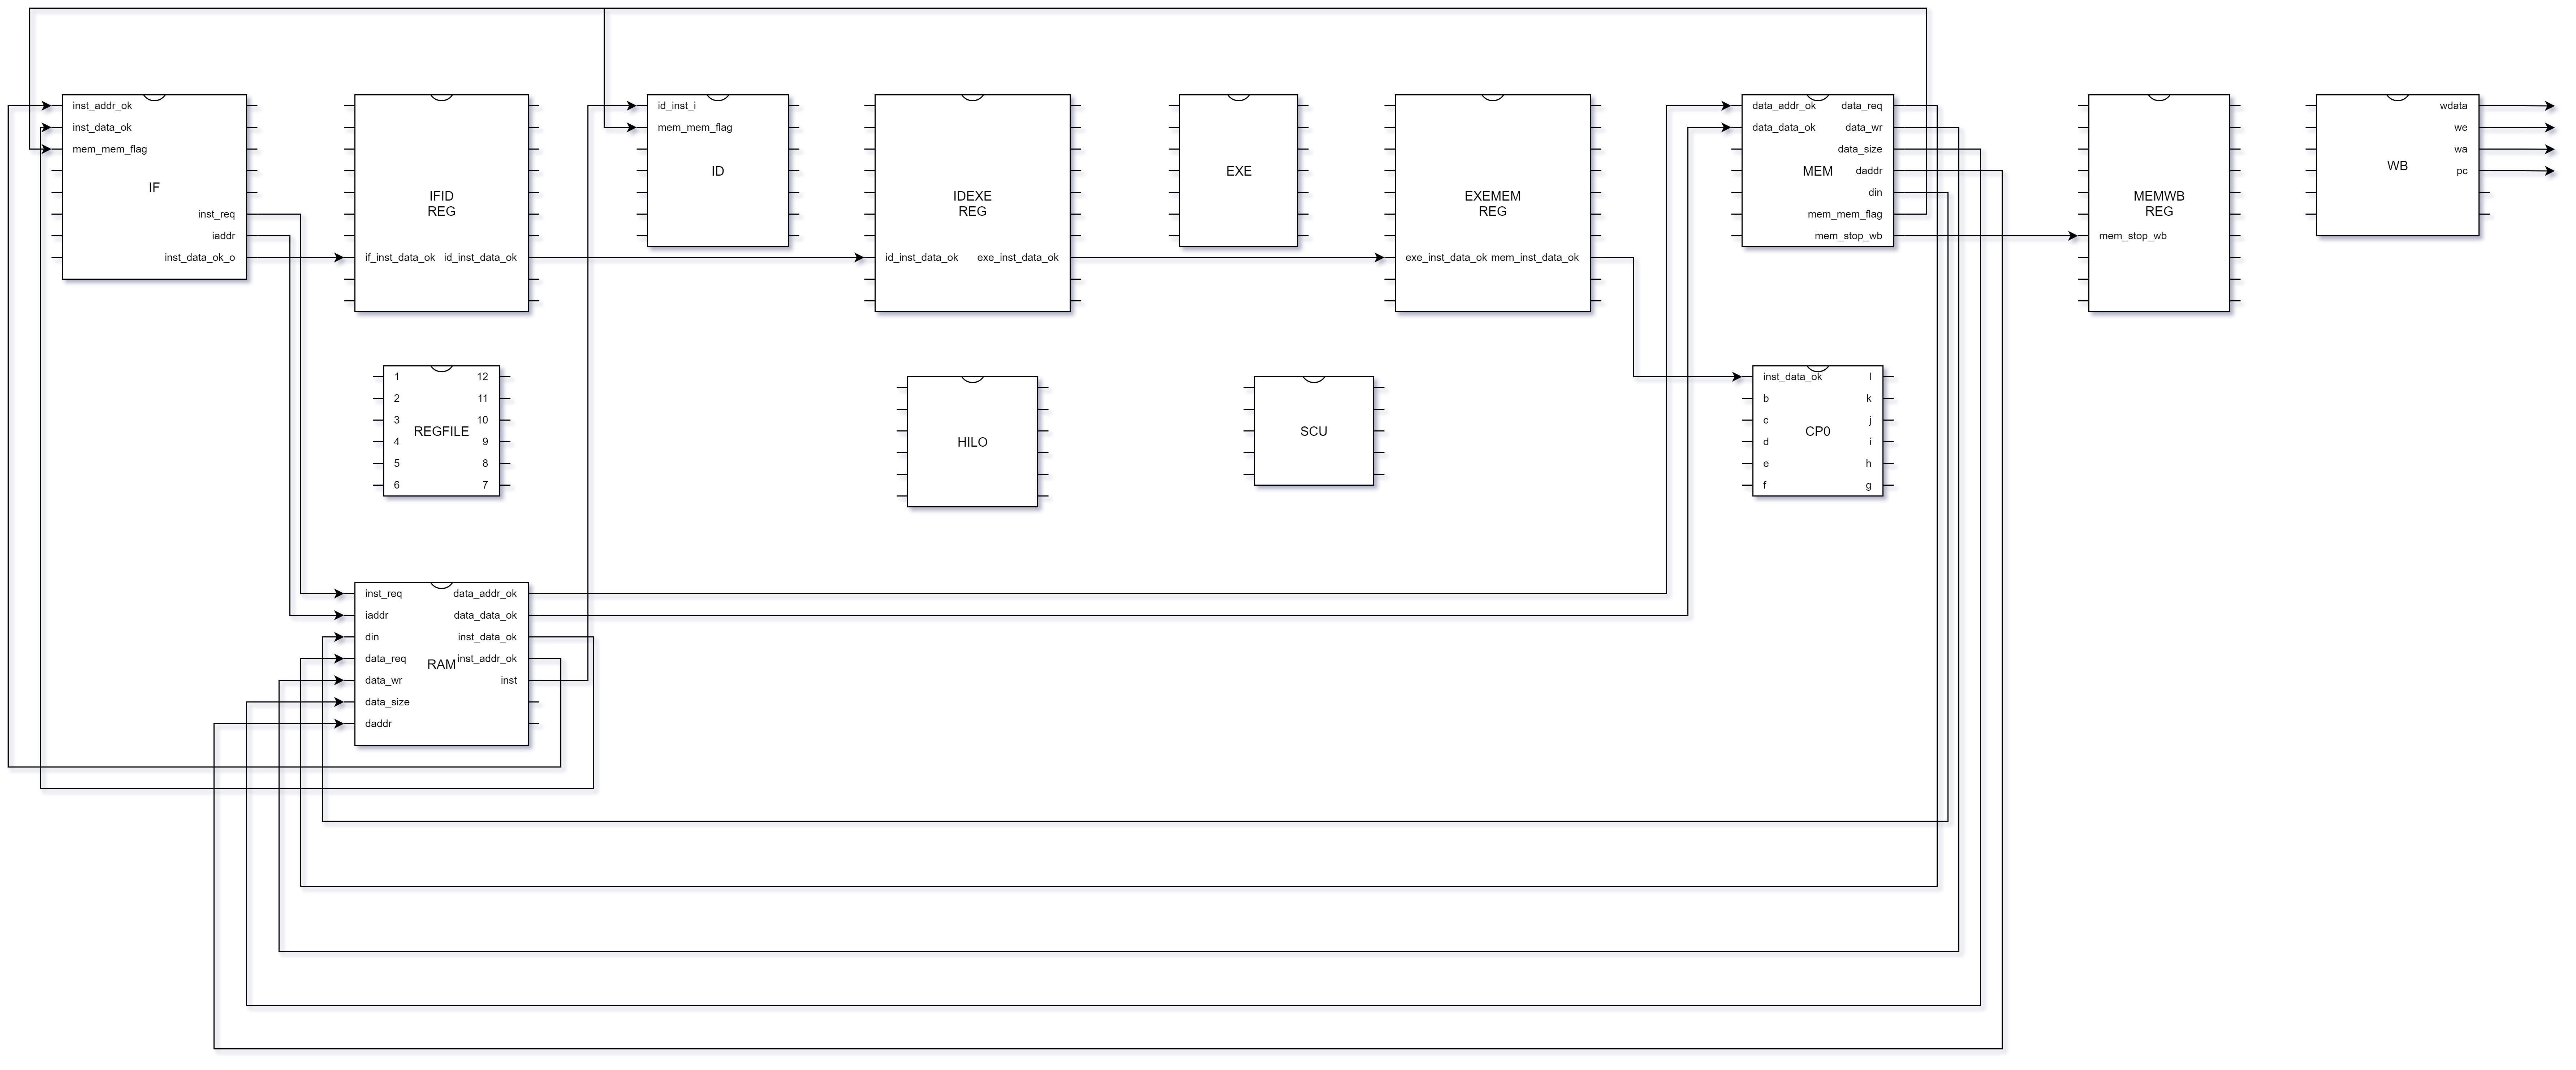 inst_addr_ok
inst_data_ok
mem_mem_flag
IF
inst_req
iaddr
inst_data_ok_o
IFID
REG
if_inst_data_ok id_inst_data_ok
id_inst_i
mem_mem_flag
ID
IDEXE
REG
id_inst_data_ok exe_inst_data_ok
EXE
EXEMEM
REG
exe_inst_data_ok mem_inst_data_ok
data_addr_ok data_req
data_data_ok data_wr
data_size
MEM daddr
din
mem_mem_flag
mem_stop_wb
MEMWB
REG
mem_stop_wb
wdata
we
wa
WB pc
1 12
2 11
3 10
REGFILE
4 9
5 8
6 7
HILO
SCU
inst_data_ok l
b k
c j
CP0
d i
e h
f g
inst_req data_addr_ok
iaddr data_data_ok
din inst_data_ok
data_req RAM inst_addr_ok
data_wr inst
data_size
daddr